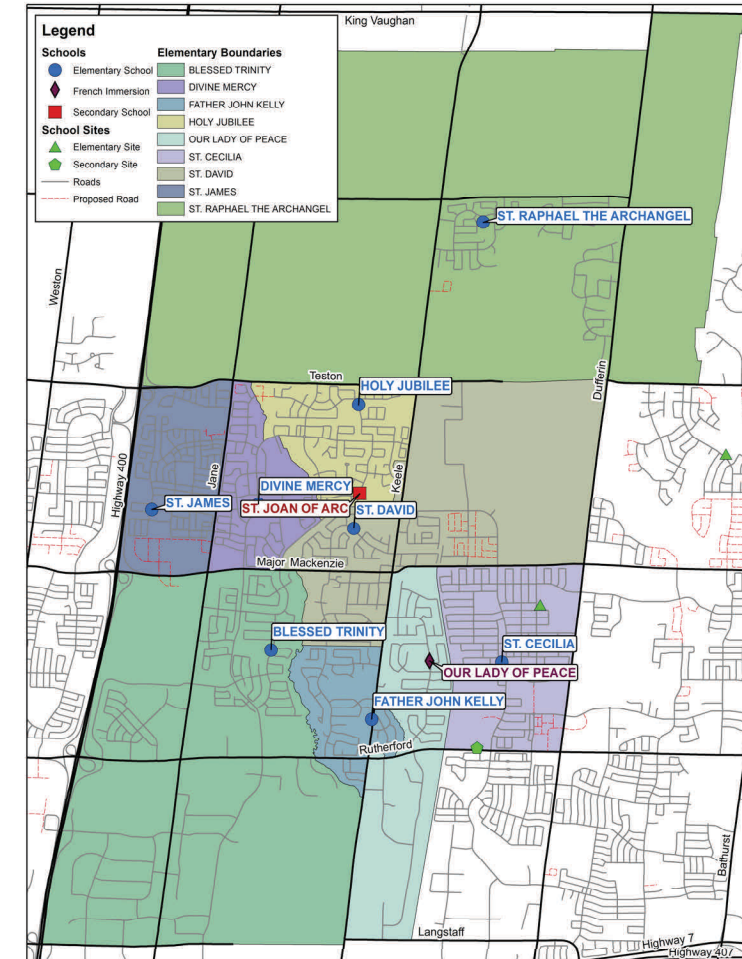 King Vaughan
Legend
Schools
Elementary School
French Immersion
Secondary School
School Sites
Elementary Site
Secondary Site
Roads
Proposed Road
Elementary Boundaries
BLESSED TRINITY
DIVINE MERCY
FATHER JOHN KELLY
HOLY JUBILEE
OUR LADY OF PEACE
ST. CECILIA
ST. DAVID
ST. JAMES
ST. RAPHAEL THE ARCHANGEL
ST. RAPHAEL THE ARCHANGEL
Weston
Teston
Dufferin
HOLY JUBILEE
Highway 400
Jane
Keele
DIVINE MERCY
ST. JAMES
ST. JOAN OF ARC
ST. DAVID
Major Mackenzie
BLESSED TRINITY
ST. CECILIA
OUR LADY OF PEACE
FATHER JOHN KELLY
Rutherford
Bathurst
Langstaff
Highway 7
Highway 407